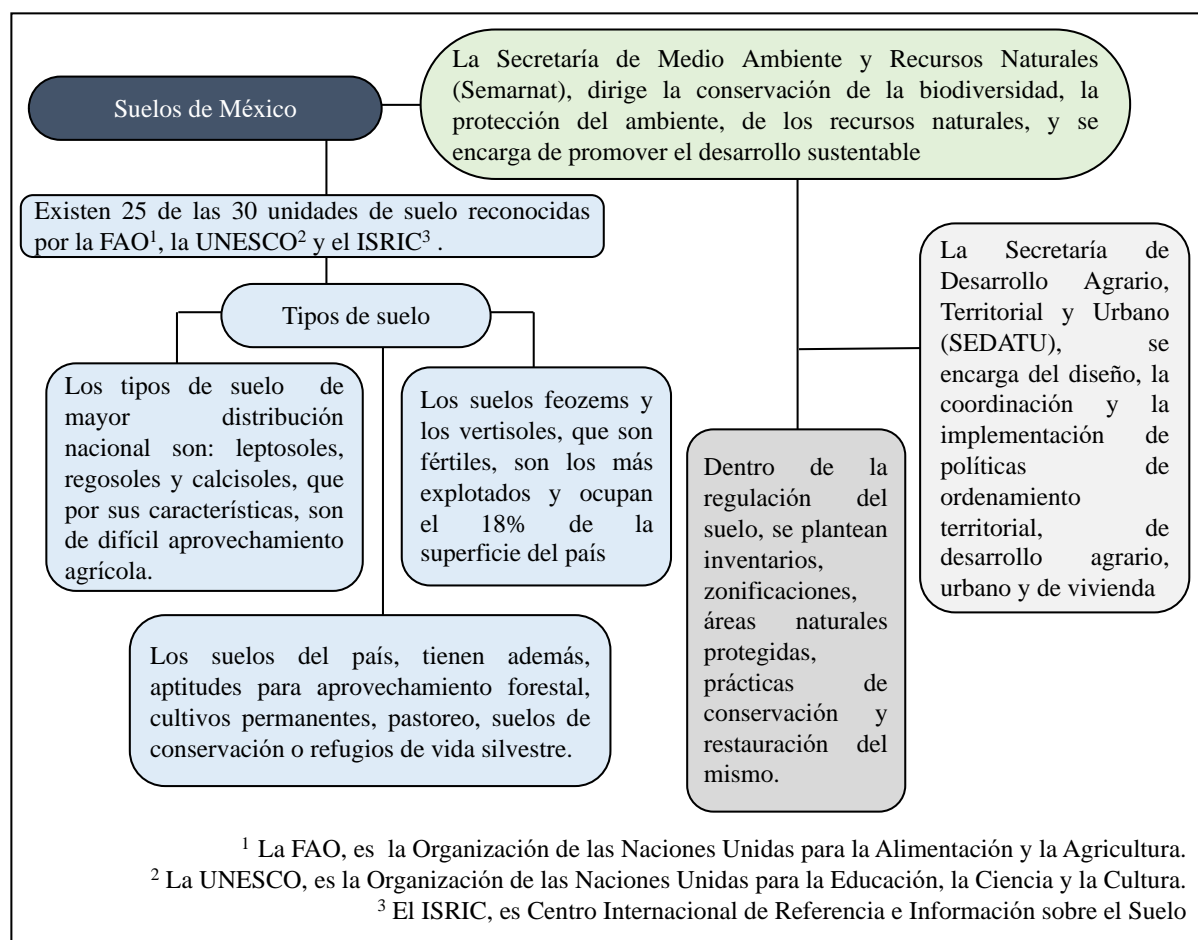 Suelos de México
La Secretaría de Medio Ambiente y Recursos Naturales
(Semarnat), dirige la conservación de la biodiversidad, la
protección del ambiente, de los recursos naturales, y se
encarga de promover el desarrollo sustentable
Existen 25 de las 30 unidades de suelo reconocidas
por la FAO¹, la UNESCO² y el ISRIC³ .
Tipos de suelo
Los tipos de suelo de
mayor distribución
nacional son: leptosoles,
regosoles y calcisoles, que
por sus características, son
de difícil aprovechamiento
agrícola.
Los suelos feozems y
los vertisoles, que son
fértiles, son los más
explotados y ocupan
el 18% de la
superficie del país
Los suelos del país, tienen además,
aptitudes para aprovechamiento forestal,
cultivos permanentes, pastoreo, suelos de
conservación o refugios de vida silvestre.
Dentro de la
regulación del
suelo, se plantean
inventarios,
zonificaciones,
áreas naturales
protegidas,
prácticas de
conservación y
restauración del
mismo.
La Secretaría de
Desarrollo Agrario,
Territorial y Urbano
(SEDATU), se
encarga del diseño, la
coordinación y la
implementación de
políticas de
ordenamiento
territorial, de
desarrollo agrario,
urbano y de vivienda
¹ La FAO, es la Organización de las Naciones Unidas para la Alimentación y la Agricultura.
² La UNESCO, es la Organización de las Naciones Unidas para la Educación, la Ciencia y la Cultura.
³ El ISRIC, es Centro Internacional de Referencia e Información sobre el Suelo